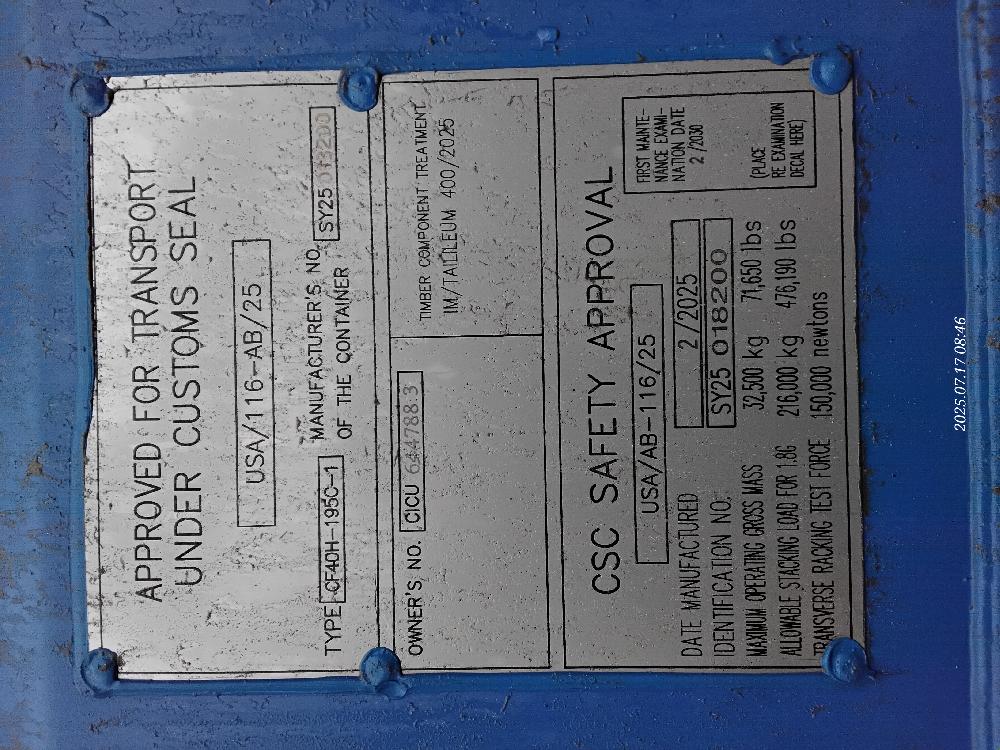 APPROVED FOR TRANSPORT
UNDER CUSTOMS SEAL
USA/116-AB/25
TYPE CF40H-195C-1 MANUFACTURER'S NO. SY25 018200
OF THE CONTAINER
OWNER'S NO. CICU 644788.3
TIMBER COMPONENT TREATMENT
IM/TAILILEUM 400/2025
CSC SAFETY APPROVAL
USA/AB-116/25
DATE MANUFACTURED 2/2025
IDENTIFICATION NO. SY25 018200
MAXIMUM OPERATING GROSS MASS 32,500 kg 71,650 lbs
ALLOWABLE STACKING LOAD FOR 1.8G 216,000 kg 476,190 lbs
TRANSVERSE RACKING TEST FORCE 150,000 newtons
FIRST MAINTE-
NANCE EXAMI-
NATION DATE
2 /2030
(PLACE
RE EXAMINATION
DECAL HERE)
2025.07.17 08:46